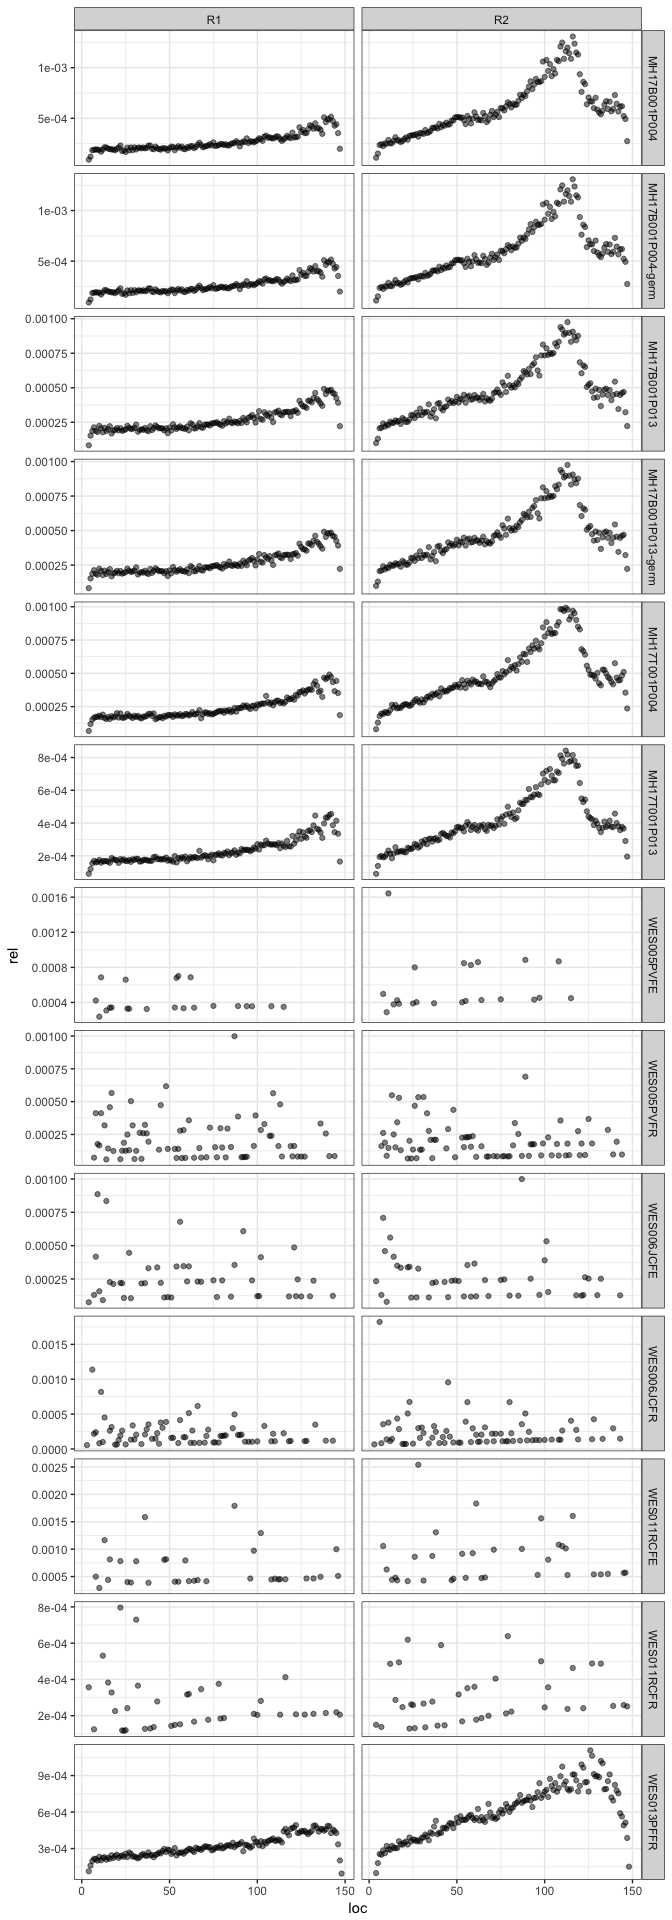 R1 R2
1e-03
5e-04
MH17B001P004
1e-03
5e-04
MH17B001P004-germ
0.00100
0.00075
0.00050
0.00025
MH17B001P013
0.00100
0.00075
0.00050
0.00025
MH17B001P013-germ
0.00100
0.00075
0.00050
0.00025
MH17T001P004
8e-04
6e-04
4e-04
2e-04
MH17T001P013
0.0016
0.0012
0.0008
0.0004
WES005PVFE
rel
0.00100
0.00075
0.00050
0.00025
WES005PVFR
0.00100
0.00075
0.00050
0.00025
WES006JCFE
0.0015
0.0010
0.0005
0.0000
WES006JCFR
0.0025
0.0020
0.0015
0.0010
0.0005
WES011RCFE
8e-04
6e-04
4e-04
2e-04
WES011RCFR
9e-04
6e-04
3e-04
WES013PFFR
0 50 100 150 0 50 100 150
loc